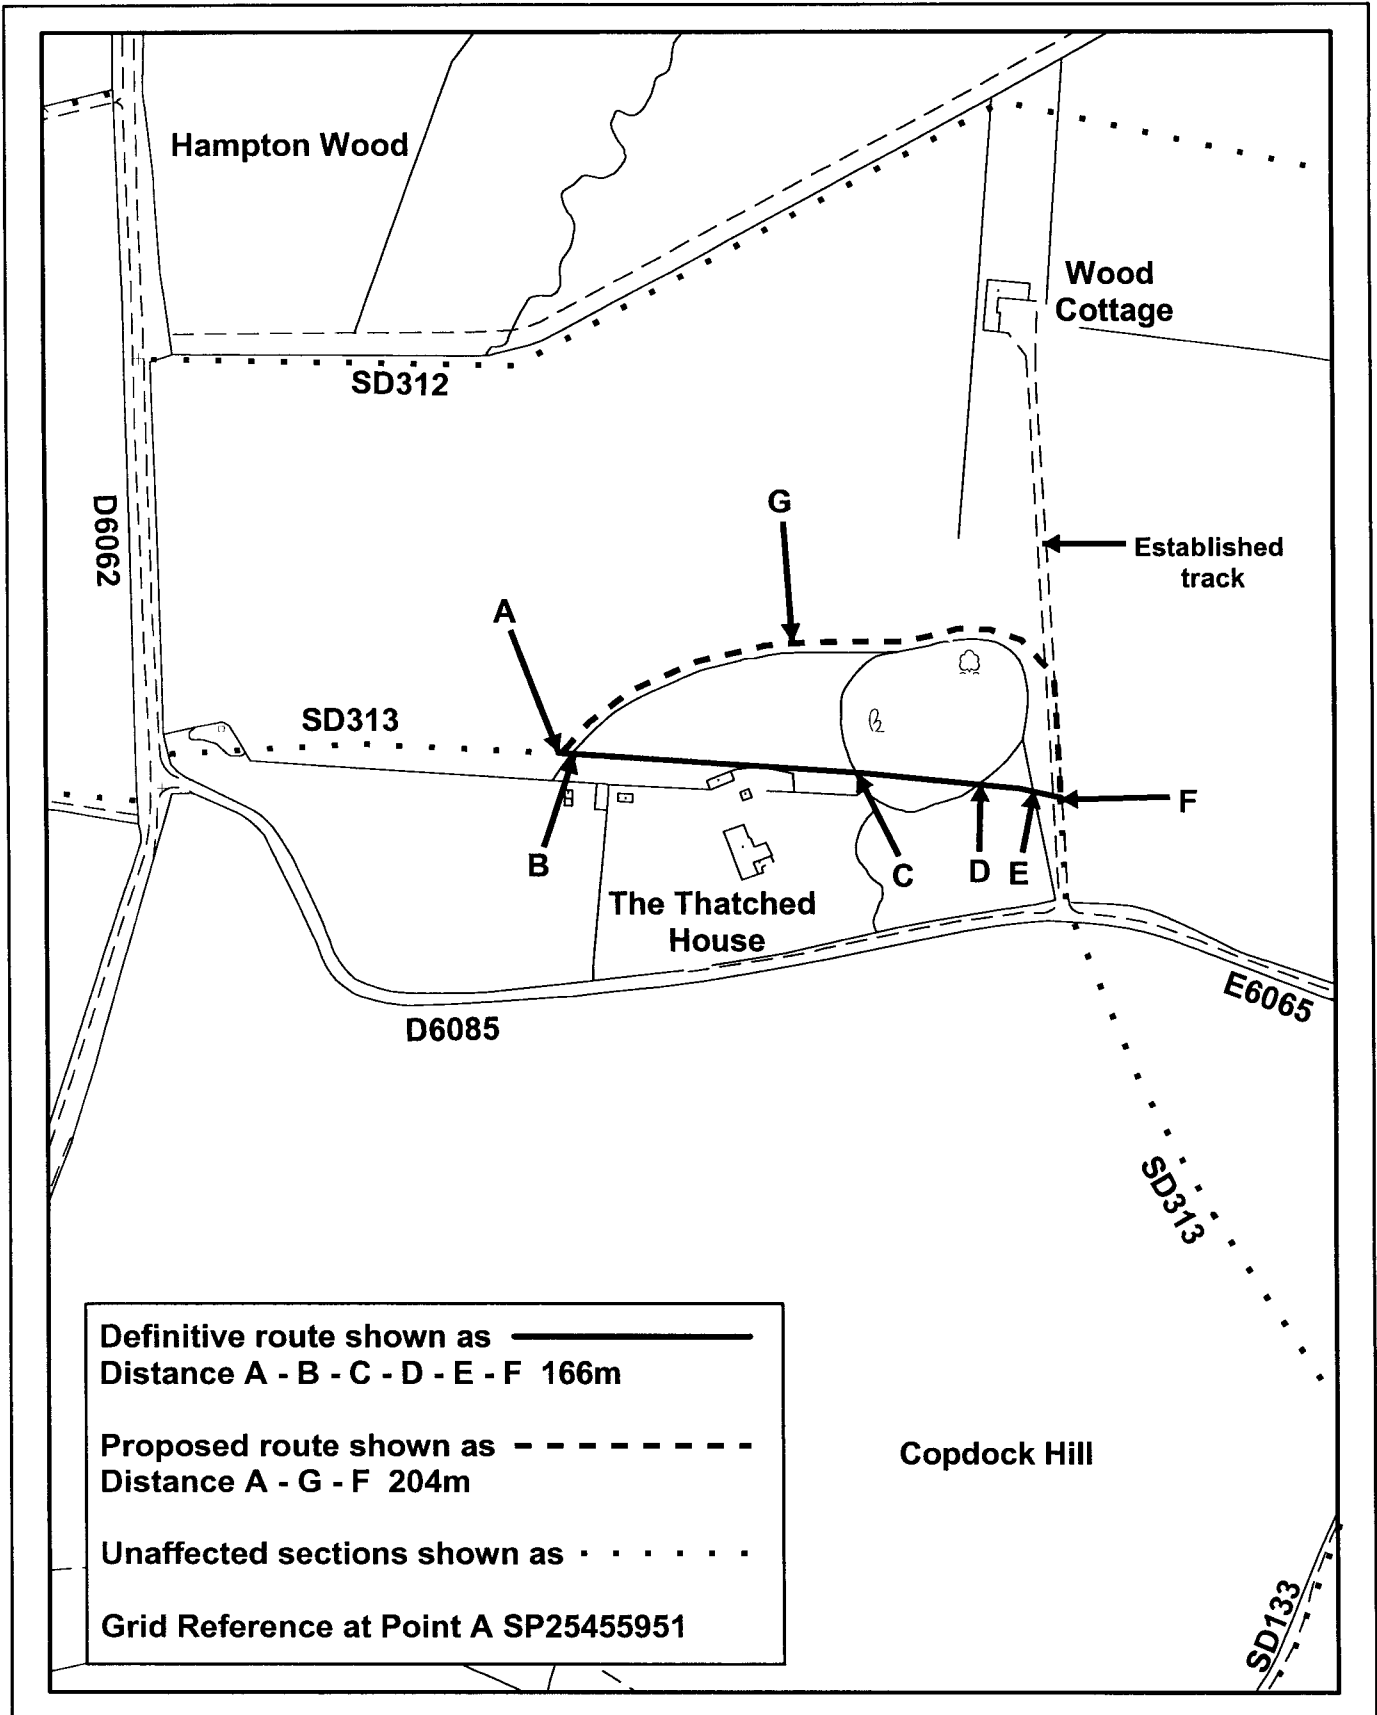 Hampton Wood
Wood
Cottage
SD312
D6062
G
Established
track
A
SD313
F
B
C
D
E
The Thatched
House
D6085
E6065
SD313
Definitive route shown as
Distance A - B - C - D - E - F 166m
Proposed route shown as
Distance A - G - F 204m
Unaffected sections shown as
Grid Reference at Point A SP25455951
Copdock Hill
SD133